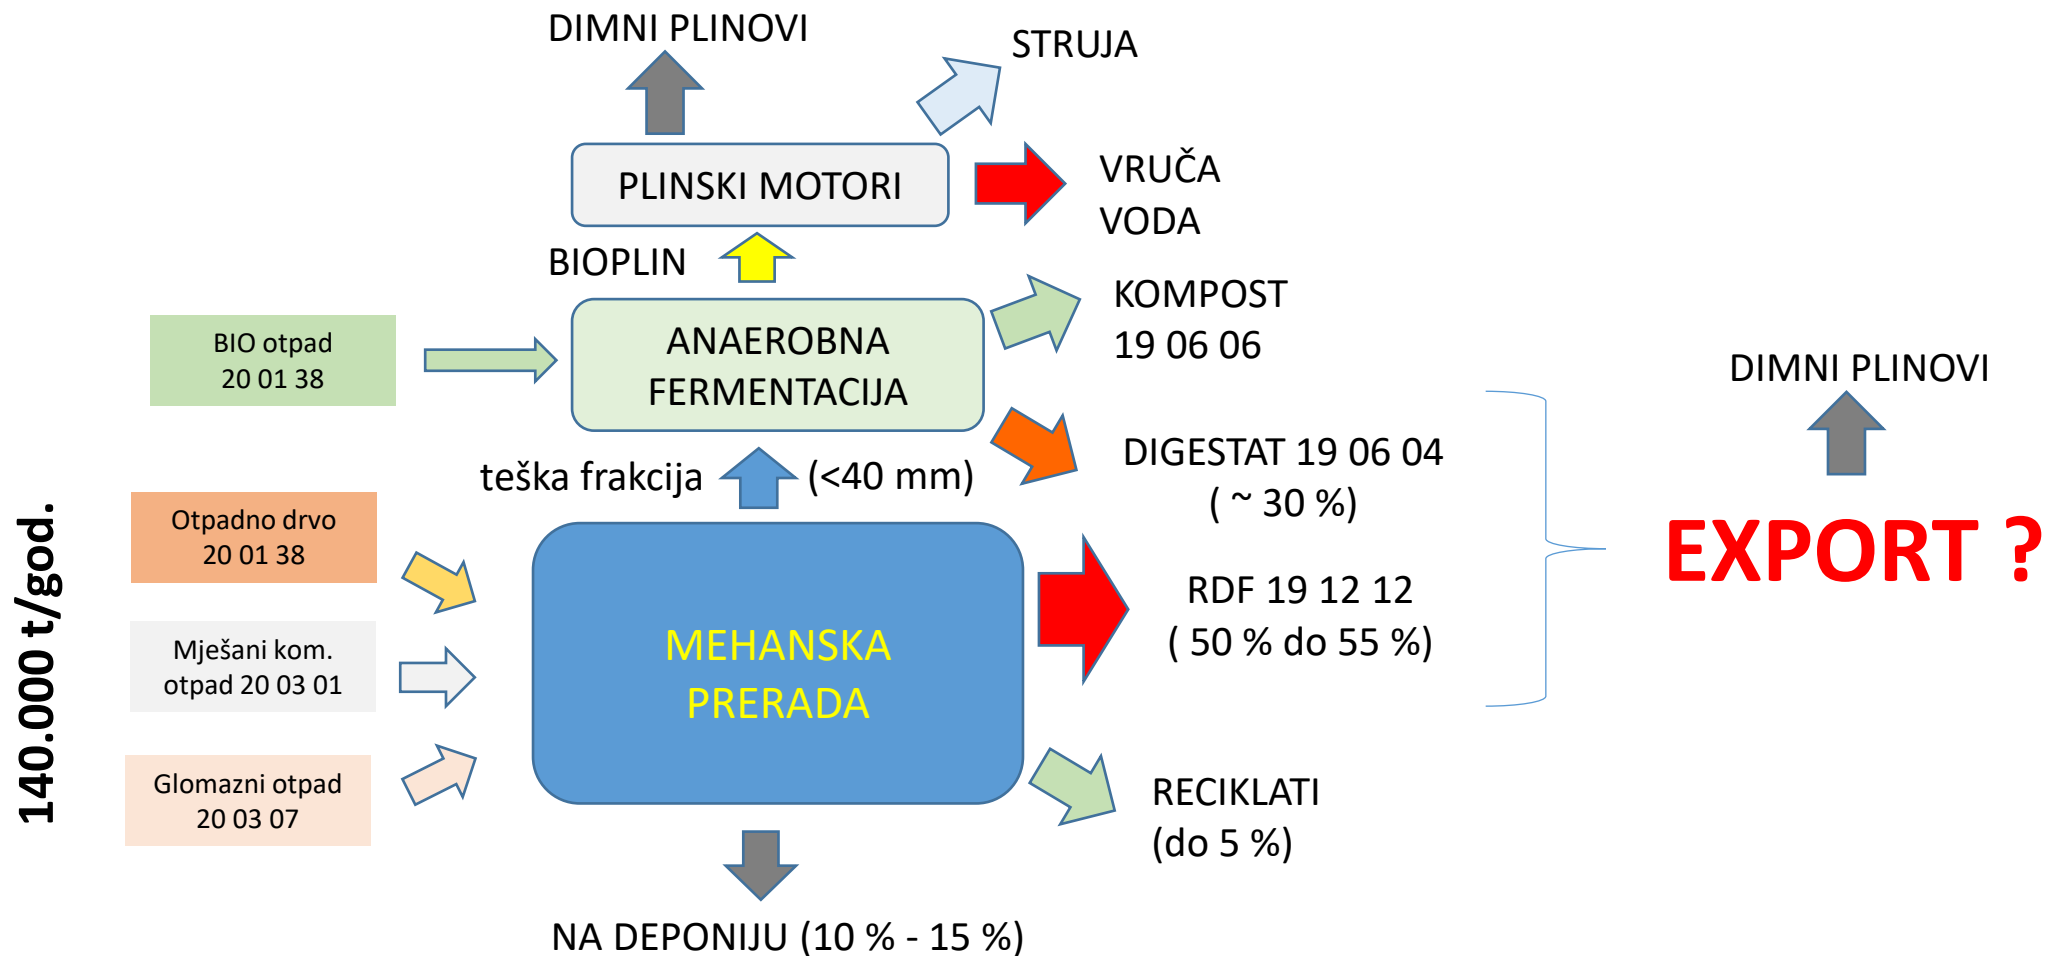 DIMNI PLINOVI
STRUJA
PLINSKI MOTORI
VRUČA
VODA
BIOPLIN
KOMPOST
19 06 06
BIO otpad
20 01 38
ANAEROBNA
FERMENTACIJA
DIMNI PLINOVI
teška frakcija
(<40 mm)
DIGESTAT 19 06 04
( ~ 30 %)
140.000 t/god.
Otpadno drvo
20 01 38
EXPORT ?
RDF 19 12 12
( 50 % do 55 %)
Mješani kom.
otpad 20 03 01
MEHANSKA
PRERADA
Glomazni otpad
20 03 07
RECIKLATI
(do 5 %)
NA DEPONIJU (10 % - 15 %)